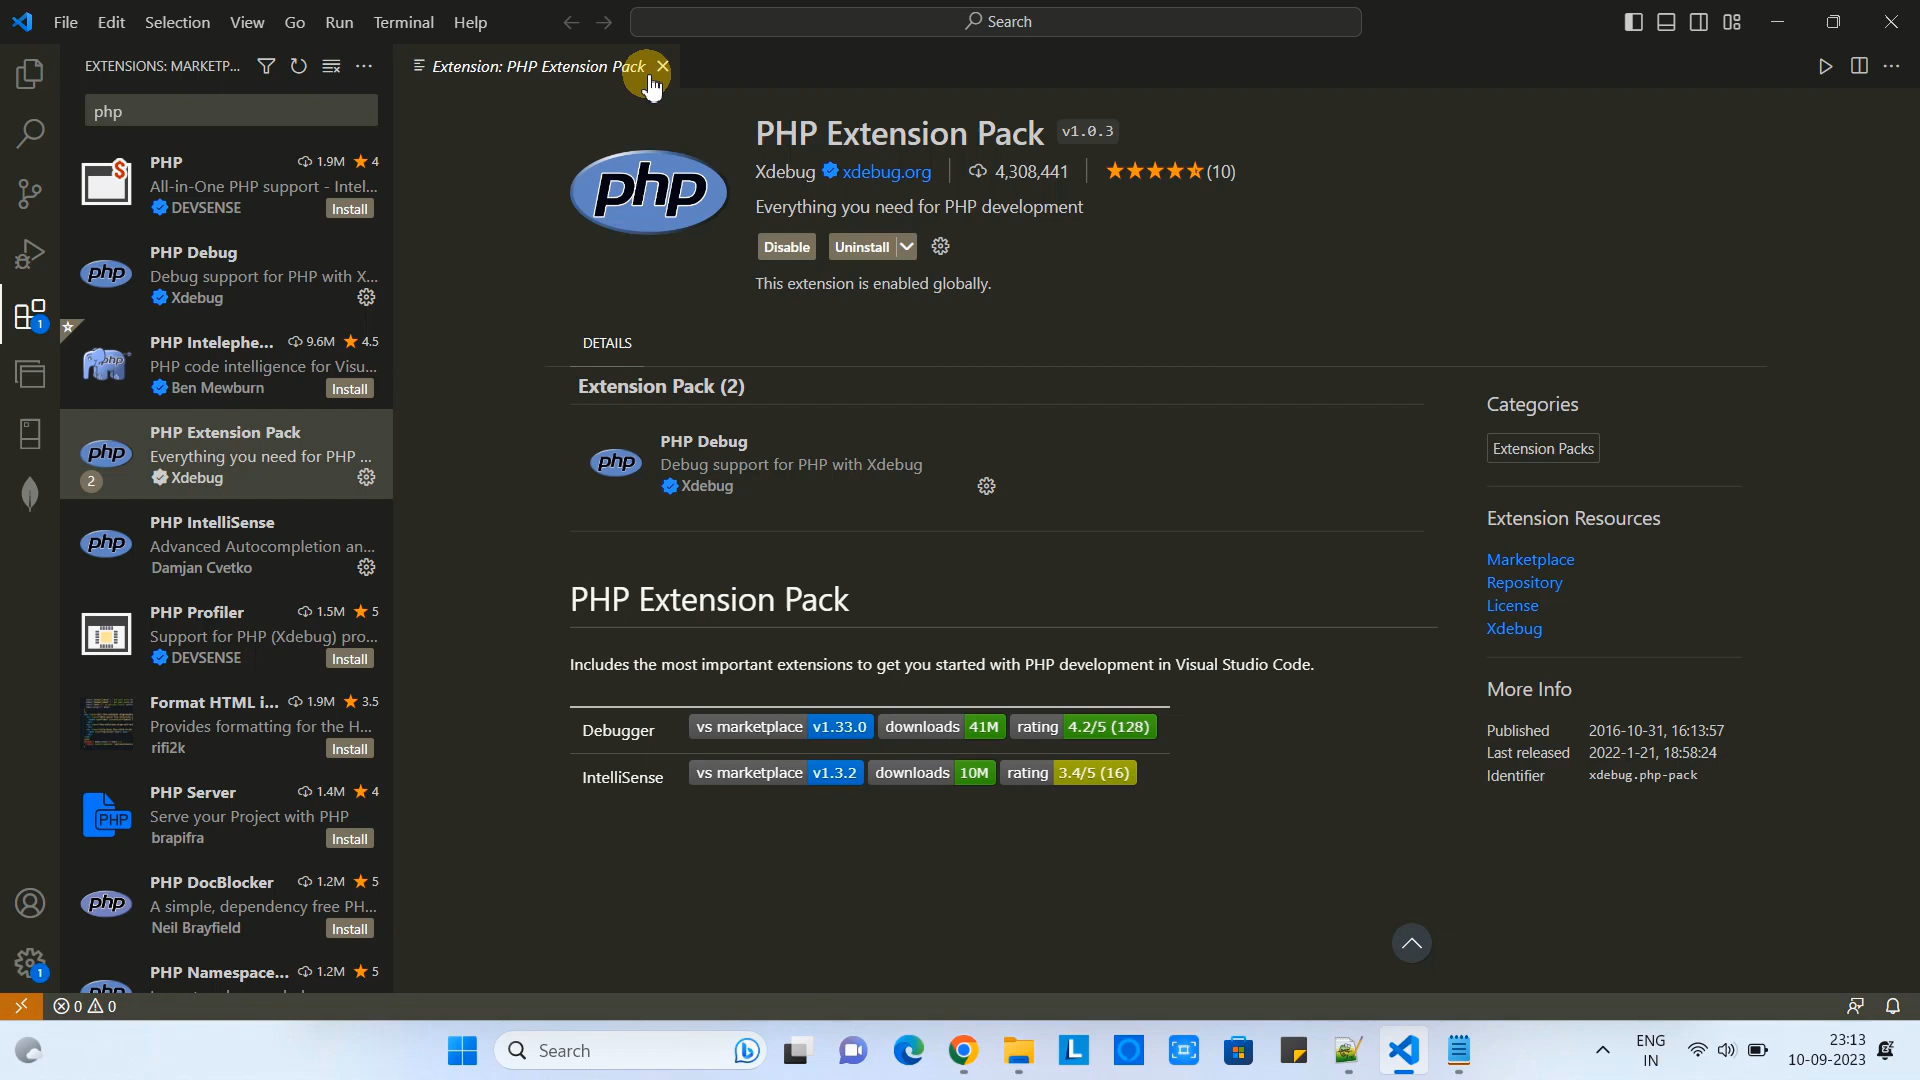 File Edit Selection View Go Run Terminal Help
Search
EXTENSIONS: MARKETP...
Extension: PHP Extension Pack
php
PHP 1.9M 4
All-in-One PHP support - Intel...
DEVSENSE Install
PHP Debug
Debug support for PHP with X...
Xdebug
PHP Intelephe... 9.6M 4.5
PHP code intelligence for Visu...
Ben Mewburn Install
PHP Extension Pack
Everything you need for PHP ...
2 Xdebug
PHP IntelliSense
Advanced Autocompletion an...
Damjan Cvetko
PHP Profiler 1.5M 5
Support for PHP (Xdebug) pro...
DEVSENSE Install
Format HTML i... 1.9M 3.5
Provides formatting for the H...
rifi2k Install
PHP Server 1.4M 4
Serve your Project with PHP
brapifra Install
PHP DocBlocker 1.2M 5
A simple, dependency free PH...
Neil Brayfield Install
PHP Namespace... 1.2M 5
php
PHP Extension Pack v1.0.3
Xdebug xdebug.org 4,308,441 (10)
Everything you need for PHP development
Disable Uninstall
This extension is enabled globally.
DETAILS
Extension Pack (2)
php
PHP Debug
Debug support for PHP with Xdebug
Xdebug
PHP Extension Pack
Includes the most important extensions to get you started with PHP development in Visual Studio Code.
Debugger vs marketplace v1.33.0 downloads 41M rating 4.2/5 (128)
IntelliSense vs marketplace v1.3.2 downloads 10M rating 3.4/5 (16)
Categories
Extension Packs
Extension Resources
Marketplace
Repository
License
Xdebug
More Info
Published 2016-10-31, 16:13:57
Last released 2022-1-21, 18:58:24
Identifier xdebug.php-pack
1
1
0 0
Search
L
ENG
IN
23:13
10-09-2023